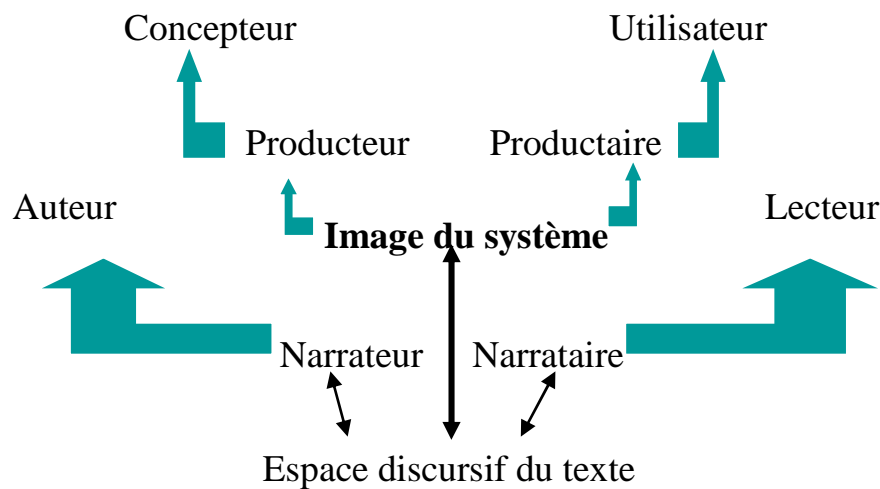 Concepteur
Utilisateur
Producteur
Productaire
Auteur
Lecteur
Image du système
Narrateur
Narrataire
Espace discursif du texte